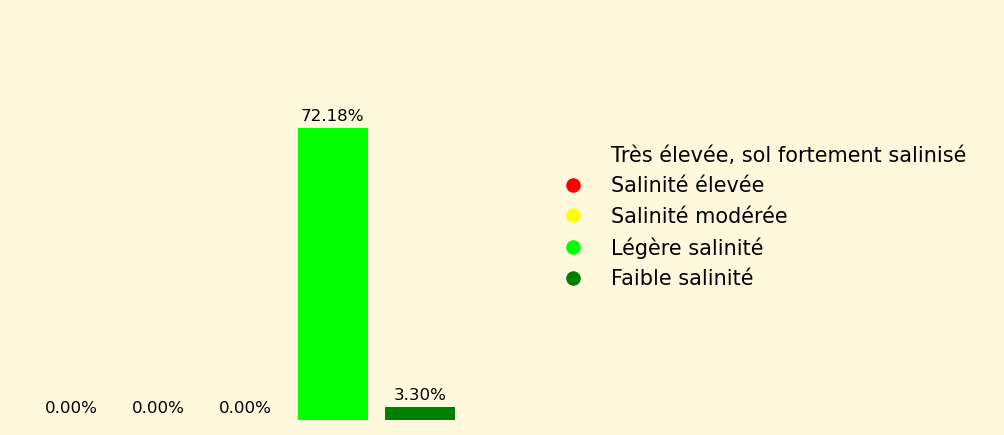 72.18%
Très élevée, sol fortement salinisé
Salinité élevée
Salinité modérée
Légère salinité
Faible salinité
3.30%
0.00% 0.00% 0.00%